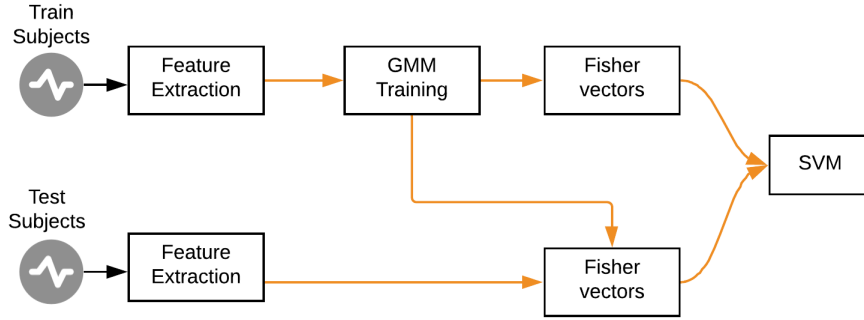 Train
Subjects
Feature
Extraction
GMM
Training
Fisher
vectors
SVM
Test
Subjects
Feature
Extraction
Fisher
vectors